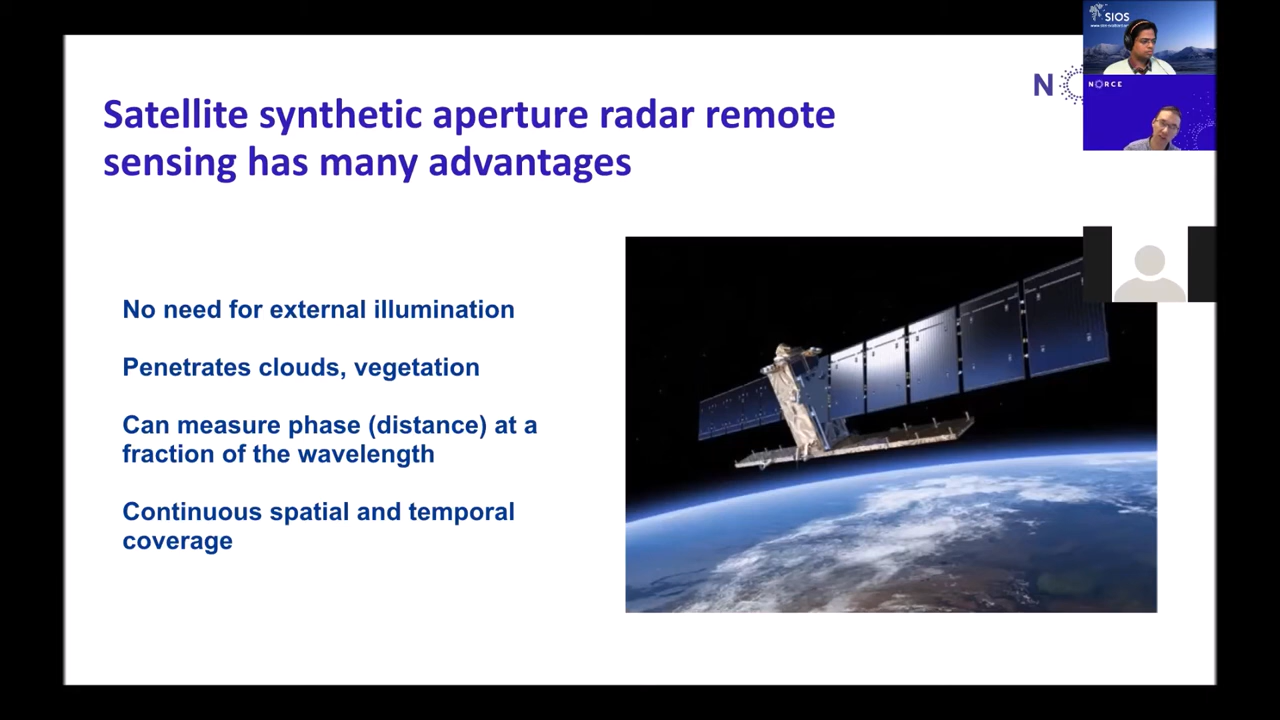 Satellite synthetic aperture radar remote
sensing has many advantages
N
SIOS
NORCE
No need for external illumination
Penetrates clouds, vegetation
Can measure phase (distance) at a
fraction of the wavelength
Continuous spatial and temporal
coverage